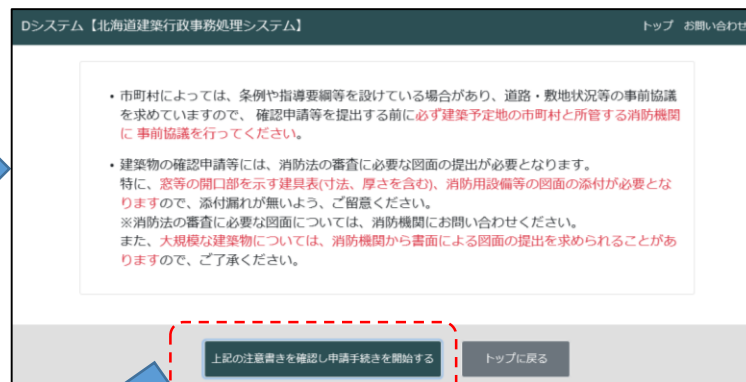 Dシステム【北海道建築行政事務処理システム】
トップ お問い合わせ
・市町村によっては、条例や指導要綱等を設けている場合があり、道路・敷地状況等の事前協議
を求めていますので、 確認申請等を提出する前に必ず建築予定地の市町村と所管する消防機関
に 事前協議を行ってください。
・建築物の確認申請等には、消防法の審査に必要な図面の提出が必要となります。
特に、窓等の開口部を示す建具表(寸法、厚さを含む)、消防用設備等の図面の添付が必要とな
りますので、添付漏れが無いよう、ご留意ください。
※消防法の審査に必要な図面については、消防機関にお問い合わせください。
また、大規模な建築物については、消防機関から書面による図面の提出を求められることがあ
りますので、ご了承ください。
上記の注意書きを確認し申請手続きを開始する
トップに戻る